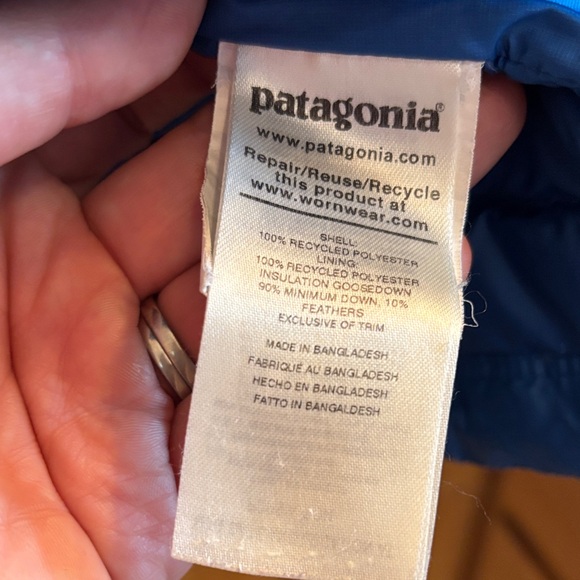 patagonia®
www.patagonia.com
Repair/Reuse/Recycle
this product at
www.wornwear.com
SHELL:
100% RECYCLED POLYESTER
LINING:
100% RECYCLED POLYESTER
INSULATION GOOSEDOWN
90% MINIMUM DOWN, 10%
FEATHERS
EXCLUSIVE OF TRIM
MADE IN BANGLADESH
FABRIQUÉ AU BANGLADESH
HECHO EN BANGLADESH
FATTO IN BANGALDESH